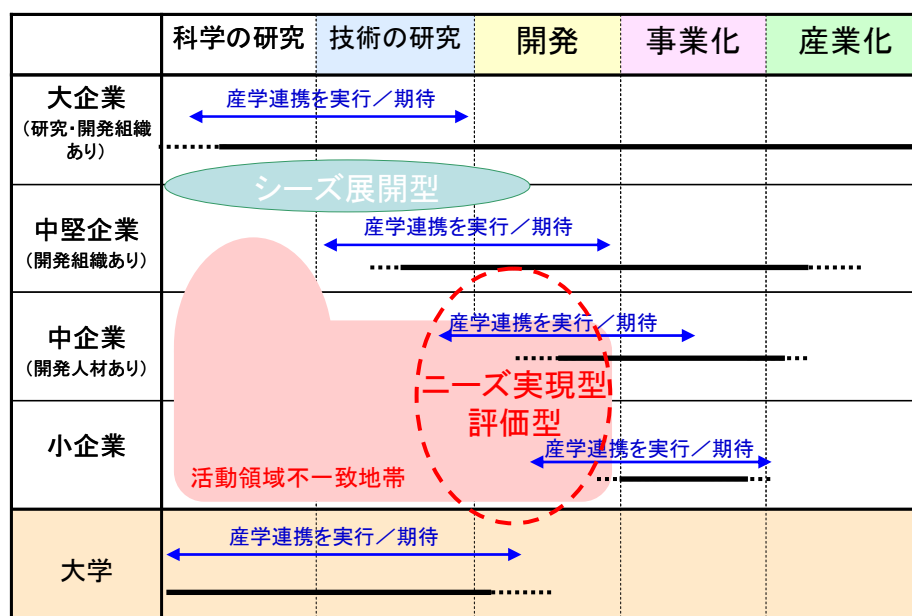 科学の研究
技術の研究
開発
事業化
産業化
大企業
(研究・開発組織
あり)
産学連携を実行/期待
シーズ展開型
中堅企業
(開発組織あり)
産学連携を実行/期待
中企業
(開発人材あり)
産学連携を実行/期待
ニーズ実現型
評価型
小企業
産学連携を実行/期待
活動領域不一致地帯
大学
産学連携を実行/期待